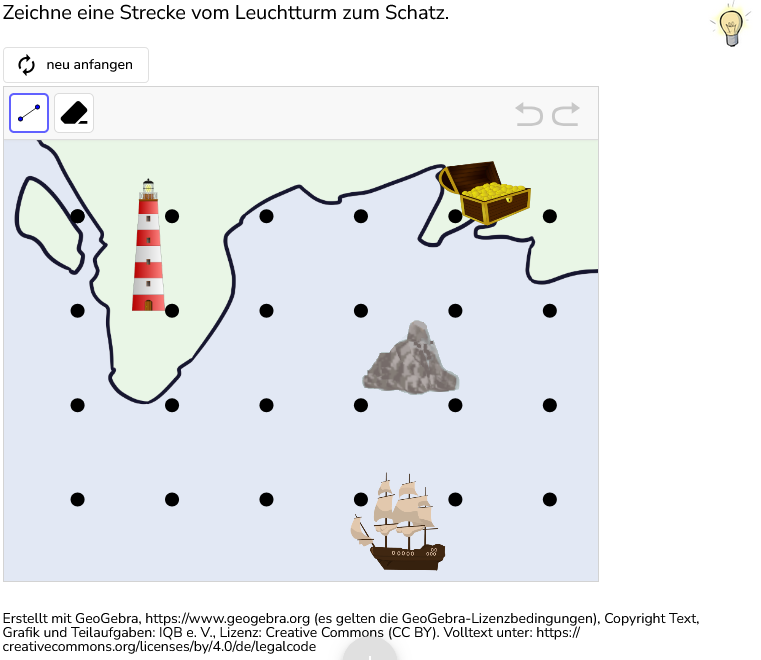 Zeichne eine Strecke vom Leuchtturm zum Schatz.
neu anfangen
Erstellt mit GeoGebra, https://www.geogebra.org (es gelten die GeoGebra-Lizenzbedingungen), Copyright Text,
Grafik und Teilaufgaben: IQB e. V., Lizenz: Creative Commons (CC BY). Volltext unter: https://
creativecommons.org/licenses/by/4.0/de/legalcode